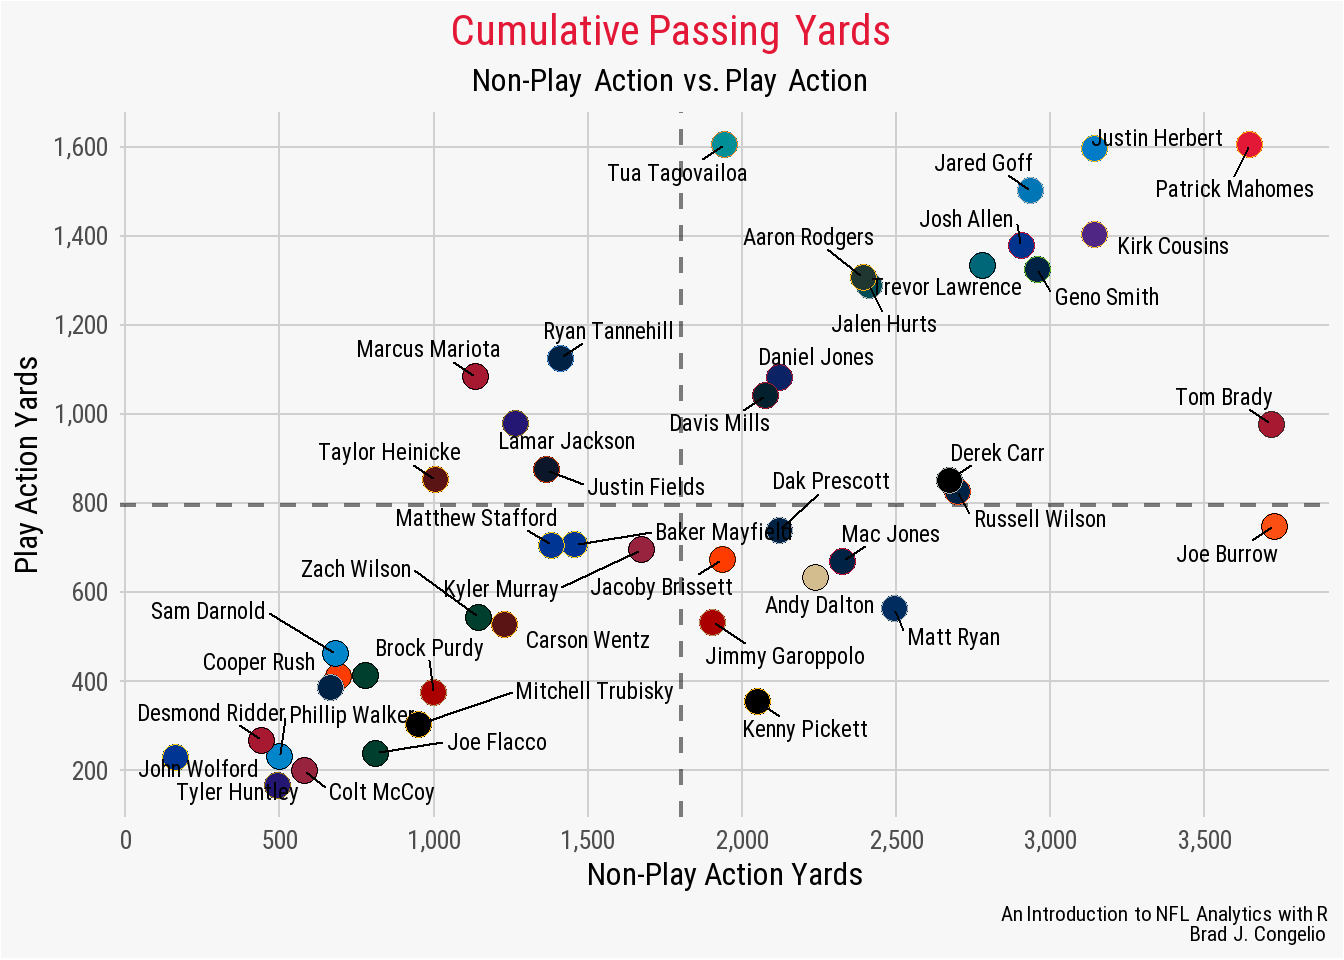 Cumulative Passing Yards
Non-Play Action vs. Play Action
1,600
1,400
1,200
1,000
800
600
400
200
Play Action Yards
Justin Herbert
Tua Tagovailoa
Jared Goff
Patrick Mahomes
Josh Allen
Aaron Rodgers
Kirk Cousins
Trevor Lawrence
Geno Smith
Jalen Hurts
Ryan Tannehill
Marcus Mariota
Daniel Jones
Tom Brady
Davis Mills
Lamar Jackson
Taylor Heinicke
Derek Carr
Justin Fields
Dak Prescott
Matthew Stafford
Russell Wilson
Baker Mayfield
Mac Jones
Joe Burrow
Zach Wilson
Kyler Murray
Jacoby Brissett
Sam Darnold
Andy Dalton
Carson Wentz
Matt Ryan
Brock Purdy
Jimmy Garoppolo
Cooper Rush
Mitchell Trubisky
Desmond Ridder
Phillip Walker
Kenny Pickett
Joe Flacco
John Wolford
Tyler Huntley
Colt McCoy
0
500
1,000
1,500
2,000
2,500
3,000
3,500
Non-Play Action Yards
An Introduction to NFL Analytics with R
Brad J. Congelio